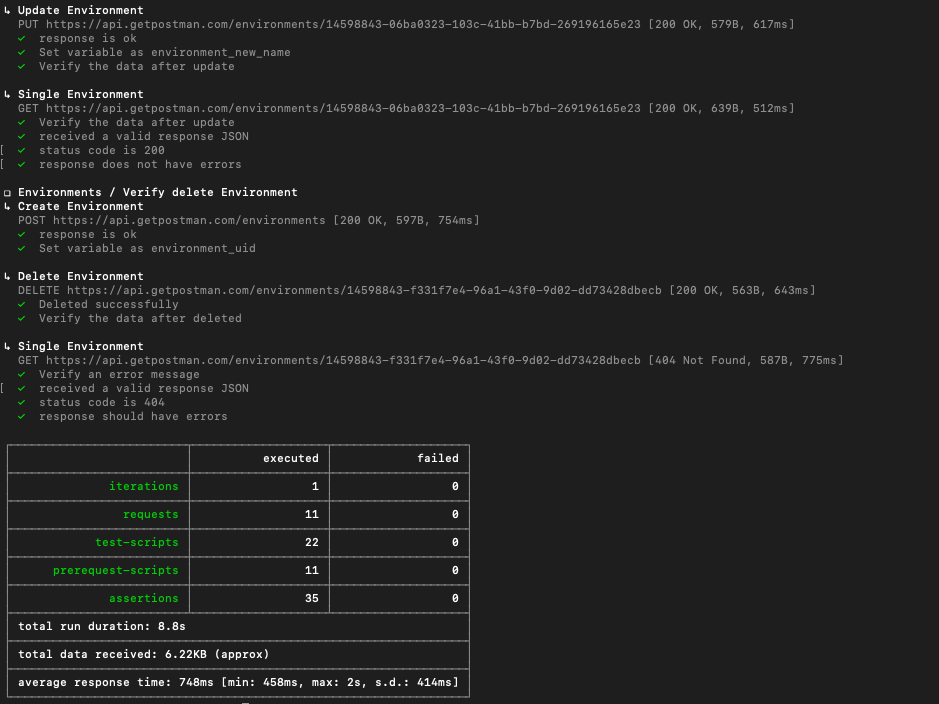 ↳ Update Environment
PUT https://api.getpostman.com/environments/14598843-06ba0323-103c-41bb-b7bd-269196165e23 [200 OK, 579B, 617ms]
✓ response is ok
✓ Set variable as environment_new_name
✓ Verify the data after update
↳ Single Environment
GET https://api.getpostman.com/environments/14598843-06ba0323-103c-41bb-b7bd-269196165e23 [200 OK, 639B, 512ms]
✓ Verify the data after update
✓ received a valid response JSON
[ ✓ status code is 200
[ ✓ response does not have errors
❏ Environments / Verify delete Environment
↳ Create Environment
POST https://api.getpostman.com/environments [200 OK, 597B, 754ms]
✓ response is ok
✓ Set variable as environment_uid
↳ Delete Environment
DELETE https://api.getpostman.com/environments/14598843-f331f7e4-96a1-43f0-9d02-dd73428dbecb [200 OK, 563B, 643ms]
✓ Deleted successfully
✓ Verify the data after deleted
↳ Single Environment
GET https://api.getpostman.com/environments/14598843-f331f7e4-96a1-43f0-9d02-dd73428dbecb [404 Not Found, 587B, 775ms]
✓ Verify an error message
[ ✓ received a valid response JSON
✓ status code is 404
✓ response should have errors
executed failed
iterations 1 0
requests 11 0
test-scripts 22 0
prerequest-scripts 11 0
assertions 35 0
total run duration: 8.8s
total data received: 6.22KB (approx)
average response time: 748ms [min: 458ms, max: 2s, s.d.: 414ms]